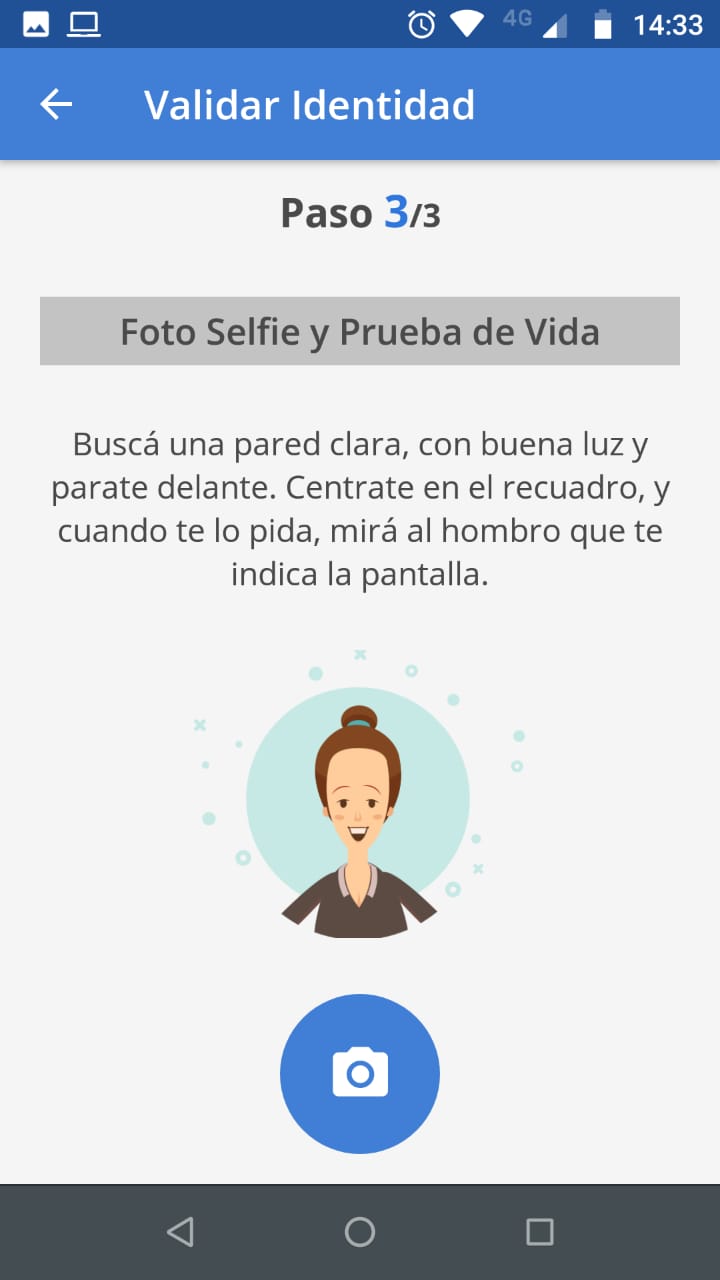 4G 14:33
Validar Identidad
Paso 3/3
Foto Selfie y Prueba de Vida
Buscá una pared clara, con buena luz y
parate delante. Centrate en el recuadro, y
cuando te lo pida, mirá al hombro que te
indica la pantalla.